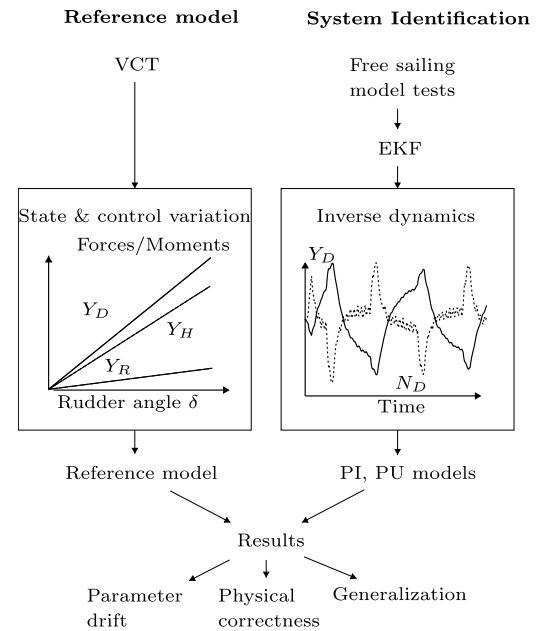 Reference model
System Identification
VCT
Free sailing
model tests
EKF
State & control variation
Forces/Moments
Y_D
Y_H
Y_R
Rudder angle δ
Inverse dynamics
Y_D
N_D
Time
Reference model
PI, PU models
Results
Parameter
drift
Physical
correctness
Generalization